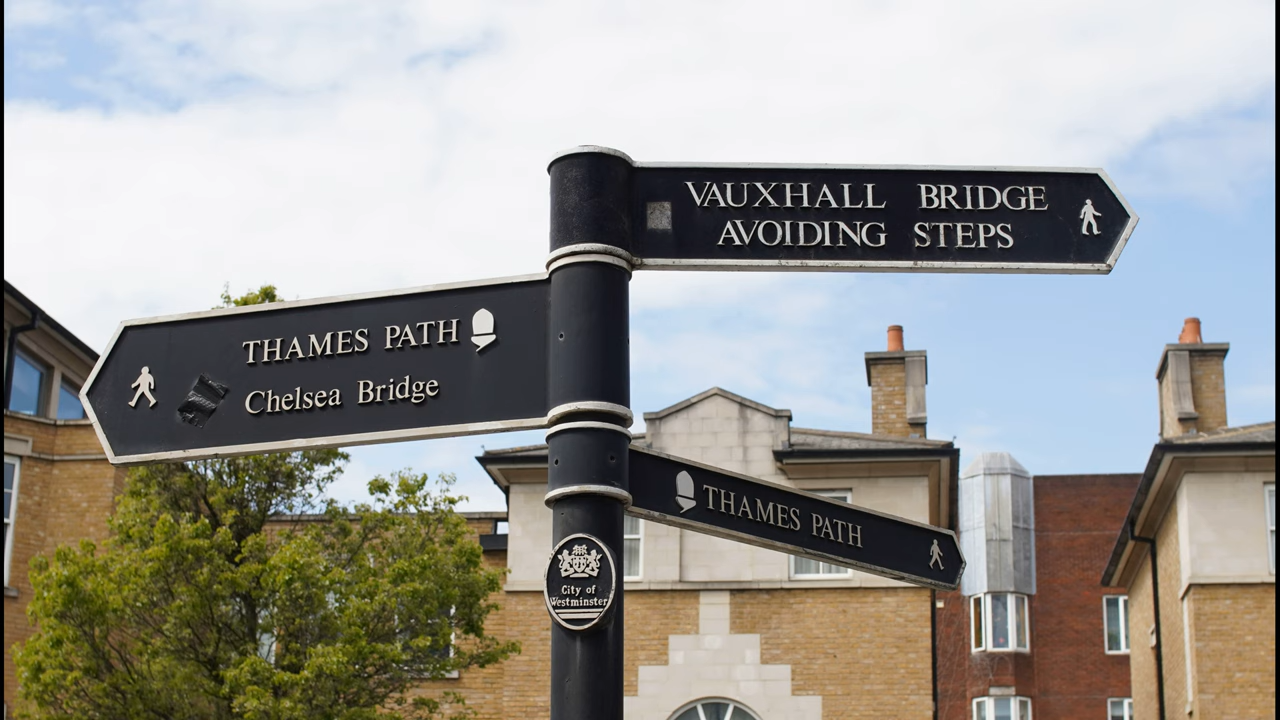 VAUXHALL BRIDGE
AVOIDING STEPS
THAMES PATH
Chelsea Bridge
THAMES PATH
City of
Westminster